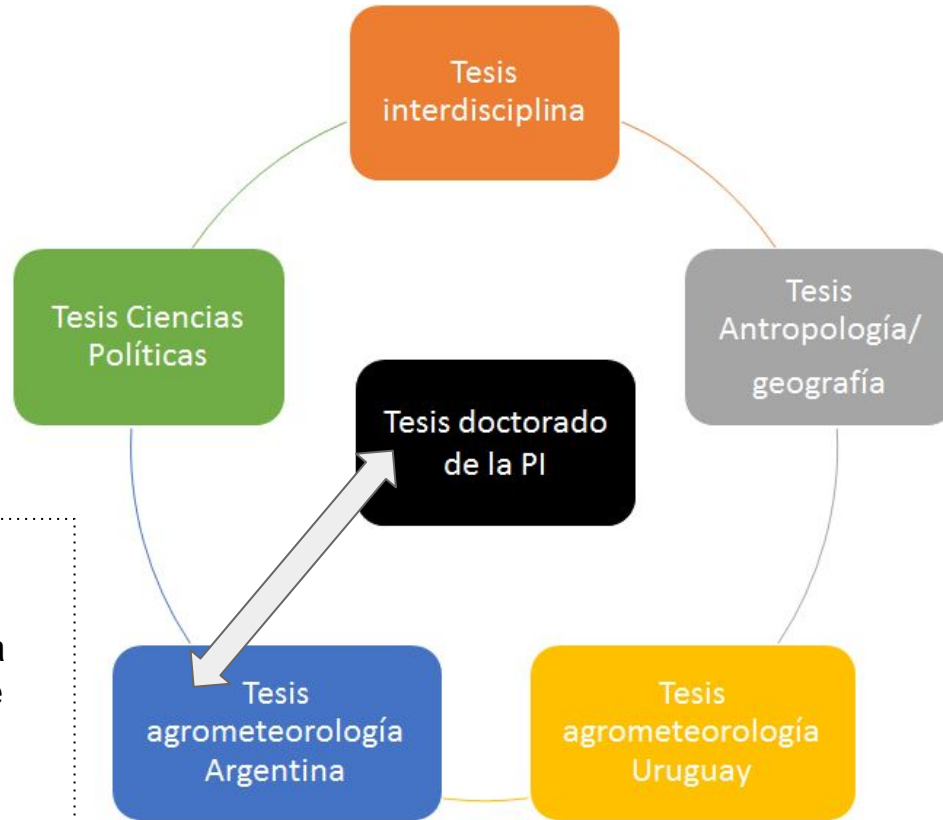 Tesis
interdisciplina
Tesis Ciencias
Políticas
Tesis
Antropología/
geografía
Tesis doctorado
de la PI
Tesis
agrometeorología
Argentina
Tesis
agrometeorología
Uruguay